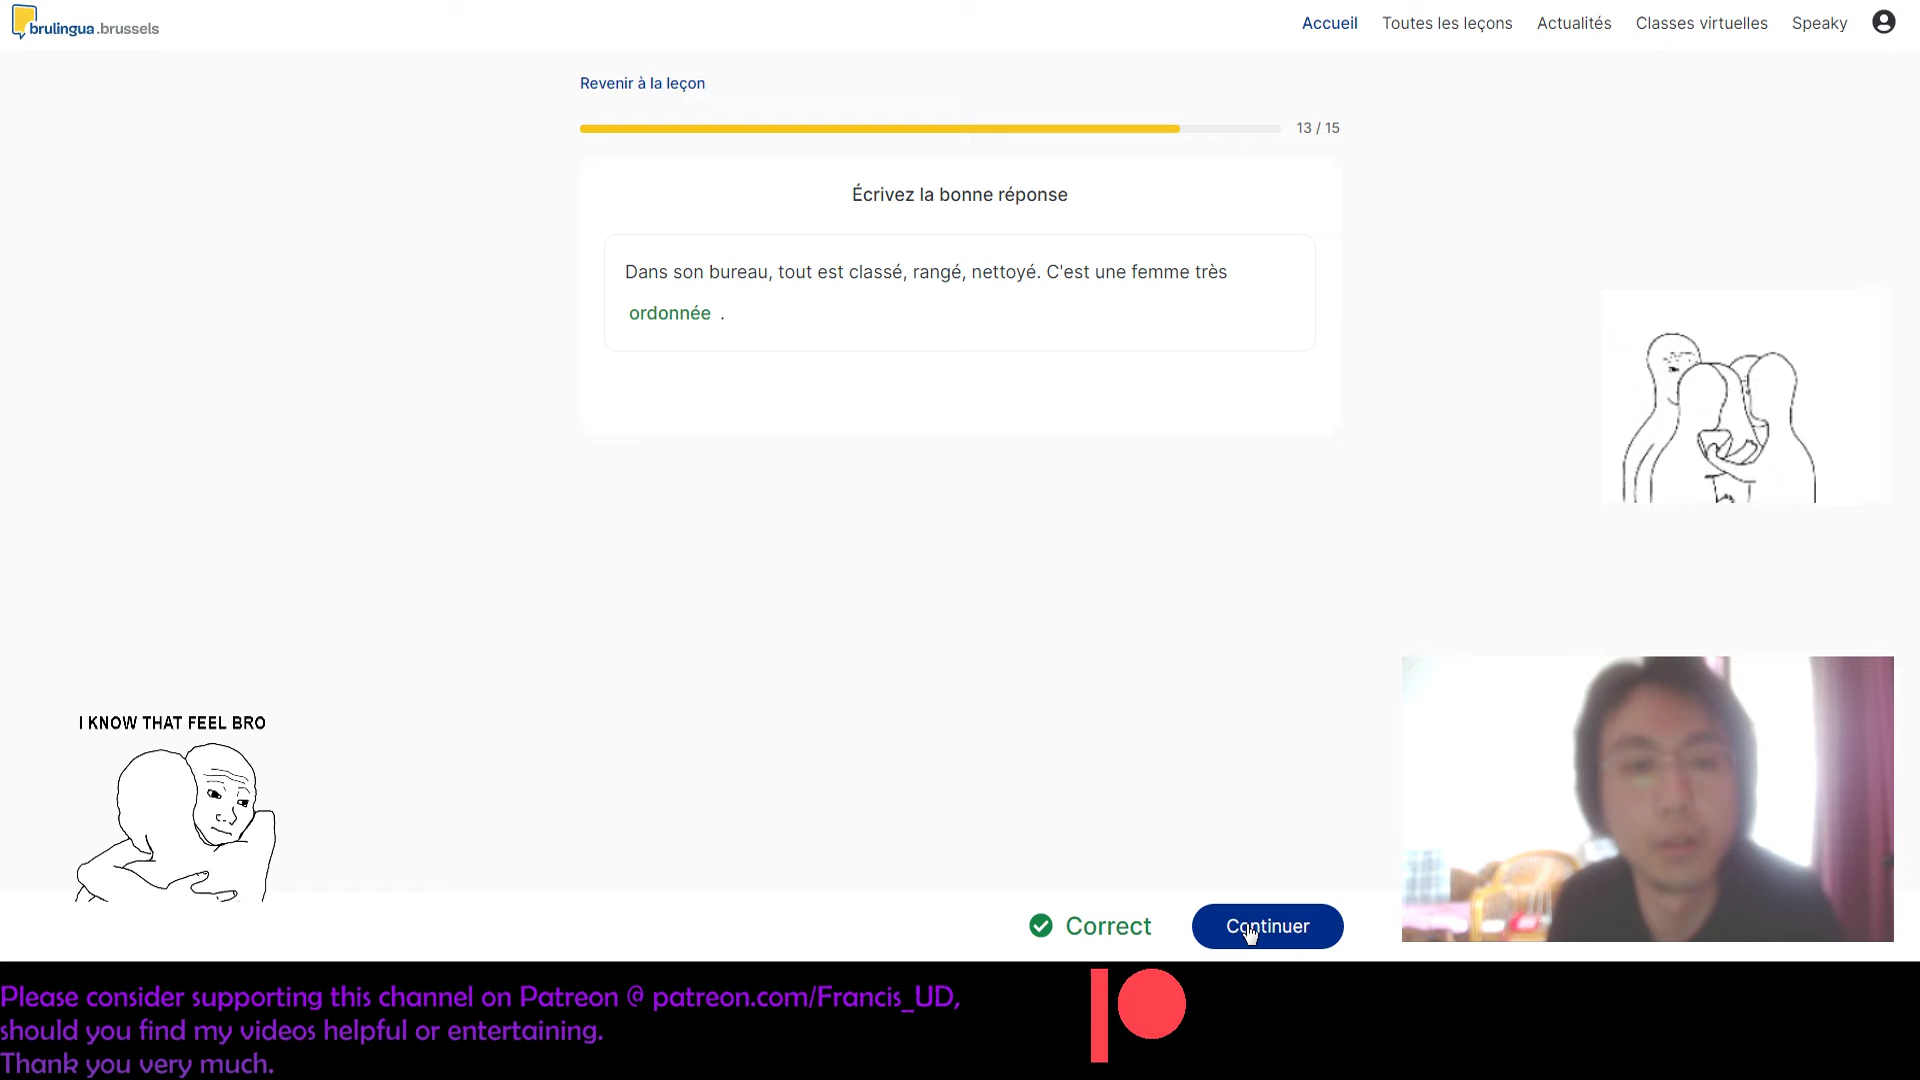 brulingua.brussels
Accueil Toutes les leçons Actualités Classes virtuelles Speaky
Revenir à la leçon
13 / 15
Écrivez la bonne réponse
Dans son bureau, tout est classé, rangé, nettoyé. C'est une femme très
ordonnée .
I KNOW THAT FEEL BRO
Correct Continuer
Please consider supporting this channel on Patreon @ patreon.com/Francis_UD,
should you find my videos helpful or entertaining.
Thank you very much.